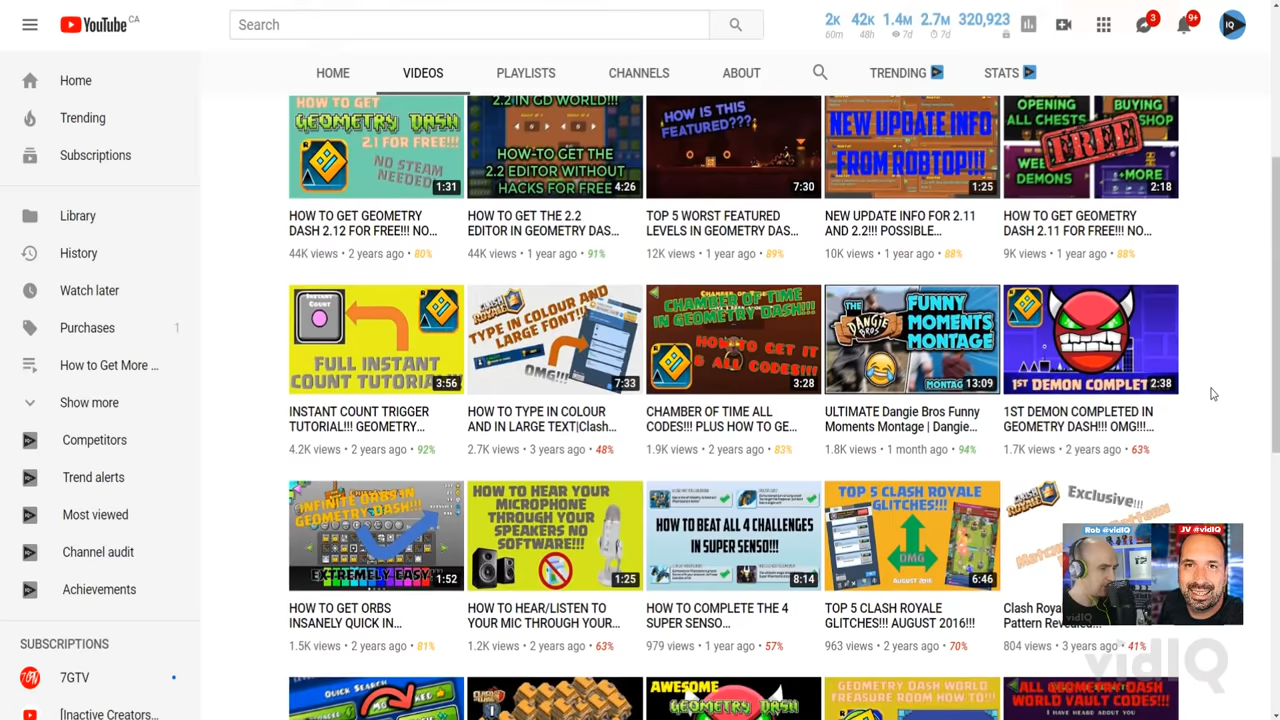 YouTube CA
Search
2k 42k 1.4M 2.7M 320,923
60m 48h 7d 7d
3
9+
IQ
HOME VIDEOS PLAYLISTS CHANNELS ABOUT TRENDING STATS
Home
Trending
Subscriptions
Library
History
Watch later
Purchases 1
How to Get More ...
Show more
Competitors
Trend alerts
Most viewed
Channel audit
Achievements
SUBSCRIPTIONS
7GTV
[Inactive Creators...
HOW TO GET
GEOMETRY DASH
2.1 FOR FREE!!!
NO STEAM
NEEDED
1:31
2.2 IN GD WORLD!!!
HOW-TO GET THE
2.2 EDITOR WITHOUT
HACKS FOR FREE
4:26
HOW IS THIS
FEATURED???
7:30
NEW UPDATE INFO
FROM ROBTOP!!!
1:25
OPENING BUYING
ALL CHESTS SHOP
FREE
DEMONS +MORE
2:18
HOW TO GET GEOMETRY
DASH 2.12 FOR FREE!!! NO...
44K views • 2 years ago • 80%
HOW TO GET THE 2.2
EDITOR IN GEOMETRY DAS...
44K views • 1 year ago • 91%
TOP 5 WORST FEATURED
LEVELS IN GEOMETRY DAS...
12K views • 1 year ago • 89%
NEW UPDATE INFO FOR 2.11
AND 2.2!!! POSSIBLE...
10K views • 1 year ago • 88%
HOW TO GET GEOMETRY
DASH 2.11 FOR FREE!!! NO...
9K views • 1 year ago • 88%
INSTANT
COUNT
FULL INSTANT
COUNT TUTORIAL
3:56
CLASH ROYALE
TYPE IN COLOUR AND
LARGE FONT!!!
OMG!!!
7:33
CHAMBER OF TIME
IN GEOMETRY DASH!!!
HOW TO GET IT
& ALL CODES!!!
3:28
THE
DANGIE
BROS
FUNNY
MOMENTS
MONTAGE
MONTAG
13:09
1ST DEMON COMPLET
2:38
INSTANT COUNT TRIGGER
TUTORIAL!!! GEOMETRY...
4.2K views • 2 years ago • 92%
HOW TO TYPE IN COLOUR
AND IN LARGE TEXT|Clash...
2.7K views • 3 years ago • 48%
CHAMBER OF TIME ALL
CODES!!! PLUS HOW TO GE...
1.9K views • 2 years ago • 83%
ULTIMATE Dangie Bros Funny
Moments Montage | Dangie...
1.8K views • 1 month ago • 94%
1ST DEMON COMPLETED IN
GEOMETRY DASH!!! OMG!!!...
1.7K views • 2 years ago • 63%
INFINITE ORBS IN
GEOMETRY DASH!!!
EXTREMELY EASY
1:52
HOW TO HEAR YOUR
MICROPHONE
THROUGH YOUR
SPEAKERS NO
SOFTWARE!!!
1:25
HOW TO BEAT ALL 4 CHALLENGES
IN SUPER SENSO!!!
8:14
TOP 5 CLASH ROYALE
GLITCHES!!!
OMG
AUGUST 2016
6:46
CLASH ROYALE
Exclusive!!!
Rob @vidIQ
JV @vidIQ
vidIQ
HOW TO GET ORBS
INSANELY QUICK IN...
1.5K views • 2 years ago • 81%
HOW TO HEAR/LISTEN TO
YOUR MIC THROUGH YOUR...
1.2K views • 2 years ago • 63%
HOW TO COMPLETE THE 4
SUPER SENSO...
979 views • 1 year ago • 57%
TOP 5 CLASH ROYALE
GLITCHES!!! AUGUST 2016!!!
963 views • 2 years ago • 70%
Clash Roya
Pattern Revealed...
804 views • 3 years ago • 41%
vidIQ
QUICK SEARCH
AWESOME
GEOMETRY DASH
GEOMETRY DASH WORLD
TREASURE ROOM HOW TO!!!
ALL GEOMETRY DASH
WORLD VAULT CODES!!!
I HAVE HEARD ABOUT YOU